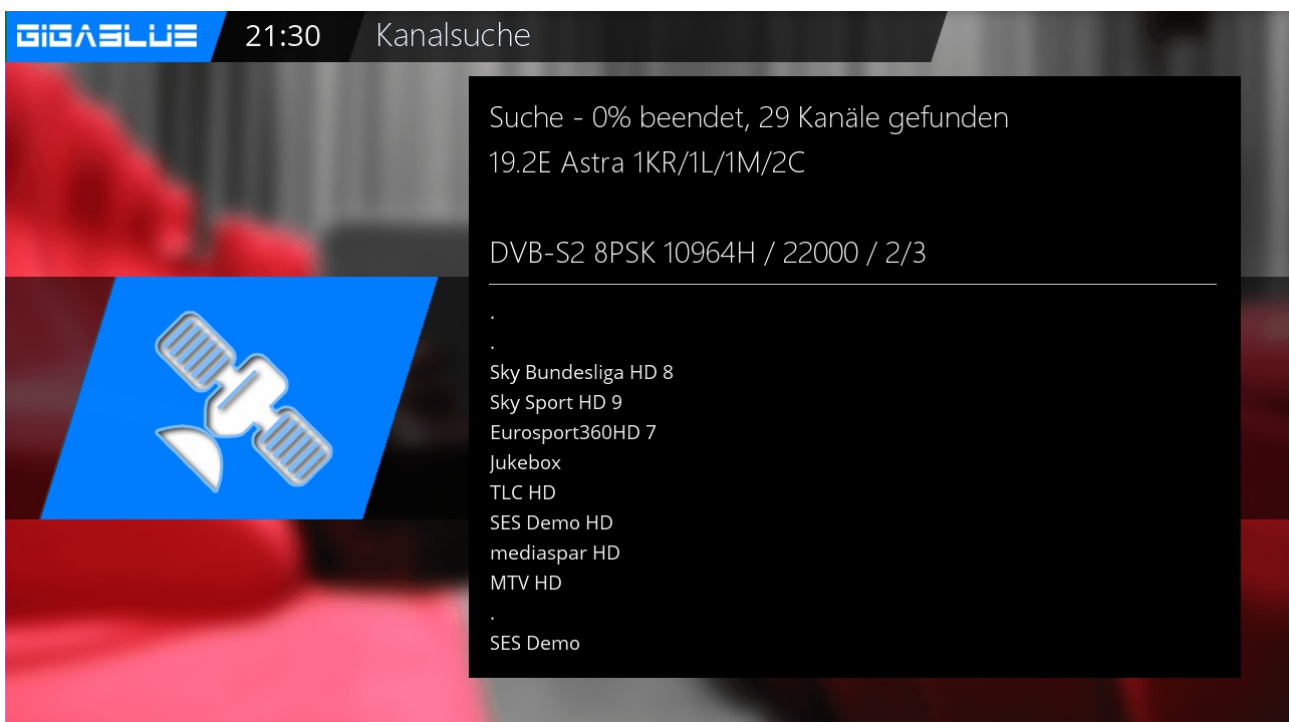 GIGABLUE 21:30 Kanalsuche
Suche - 0% beendet, 29 Kanäle gefunden
19.2E Astra 1KR/1L/1M/2C
DVB-S2 8PSK 10964H / 22000 / 2/3
.
.
Sky Bundesliga HD 8
Sky Sport HD 9
Eurosport360HD 7
Jukebox
TLC HD
SES Demo HD
mediaspar HD
MTV HD
.
SES Demo